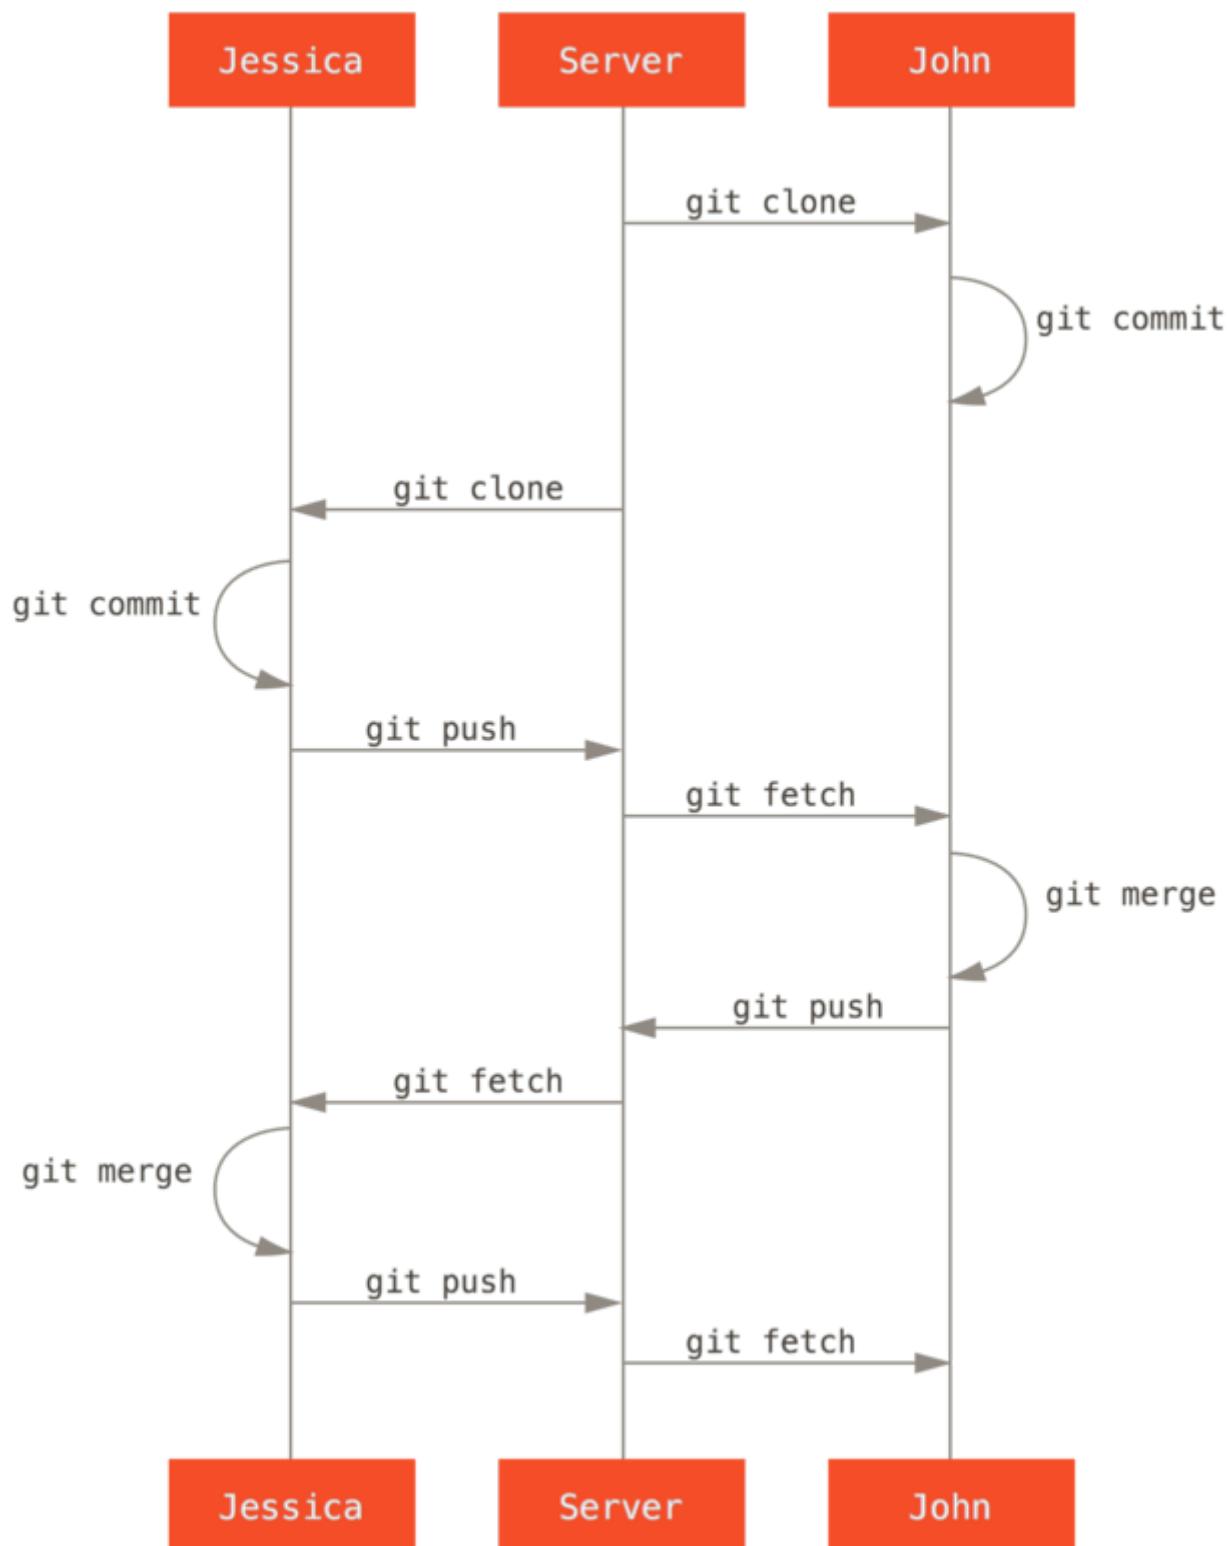 Jessica
Server
John
git clone
git commit
git clone
git commit
git push
git fetch
git merge
git push
git fetch
git merge
git push
git fetch
Jessica
Server
John